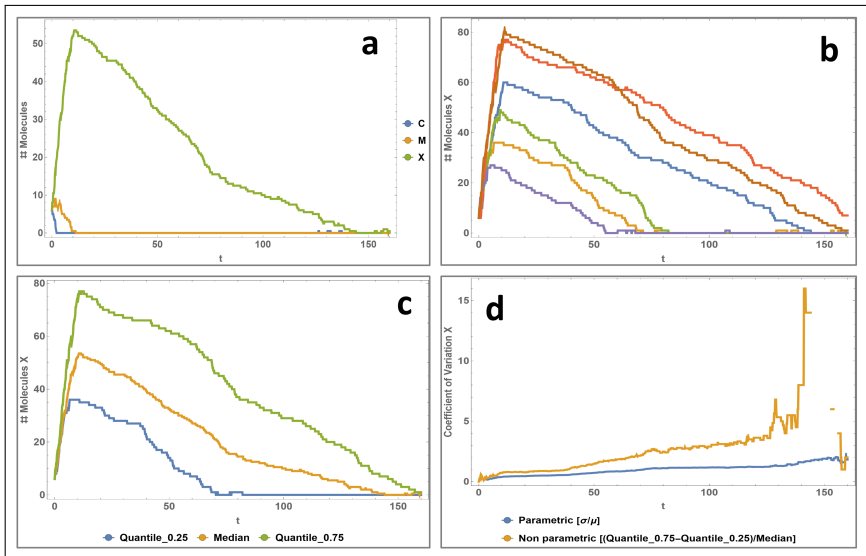 a
50
40
30
20
10
0
0
50
100
150
# Molecules
t
C
M
X
b
80
60
40
20
0
0
50
100
150
# Molecules X
t
c
80
60
40
20
0
0
50
100
150
# Molecules X
t
Quantile_0.25 Median Quantile_0.75
d
15
10
5
0
0
50
100
150
Coefficient of Variation X
t
Parametric [σ/μ]
Non parametric [(Quantile_0.75–Quantile_0.25)/Median]